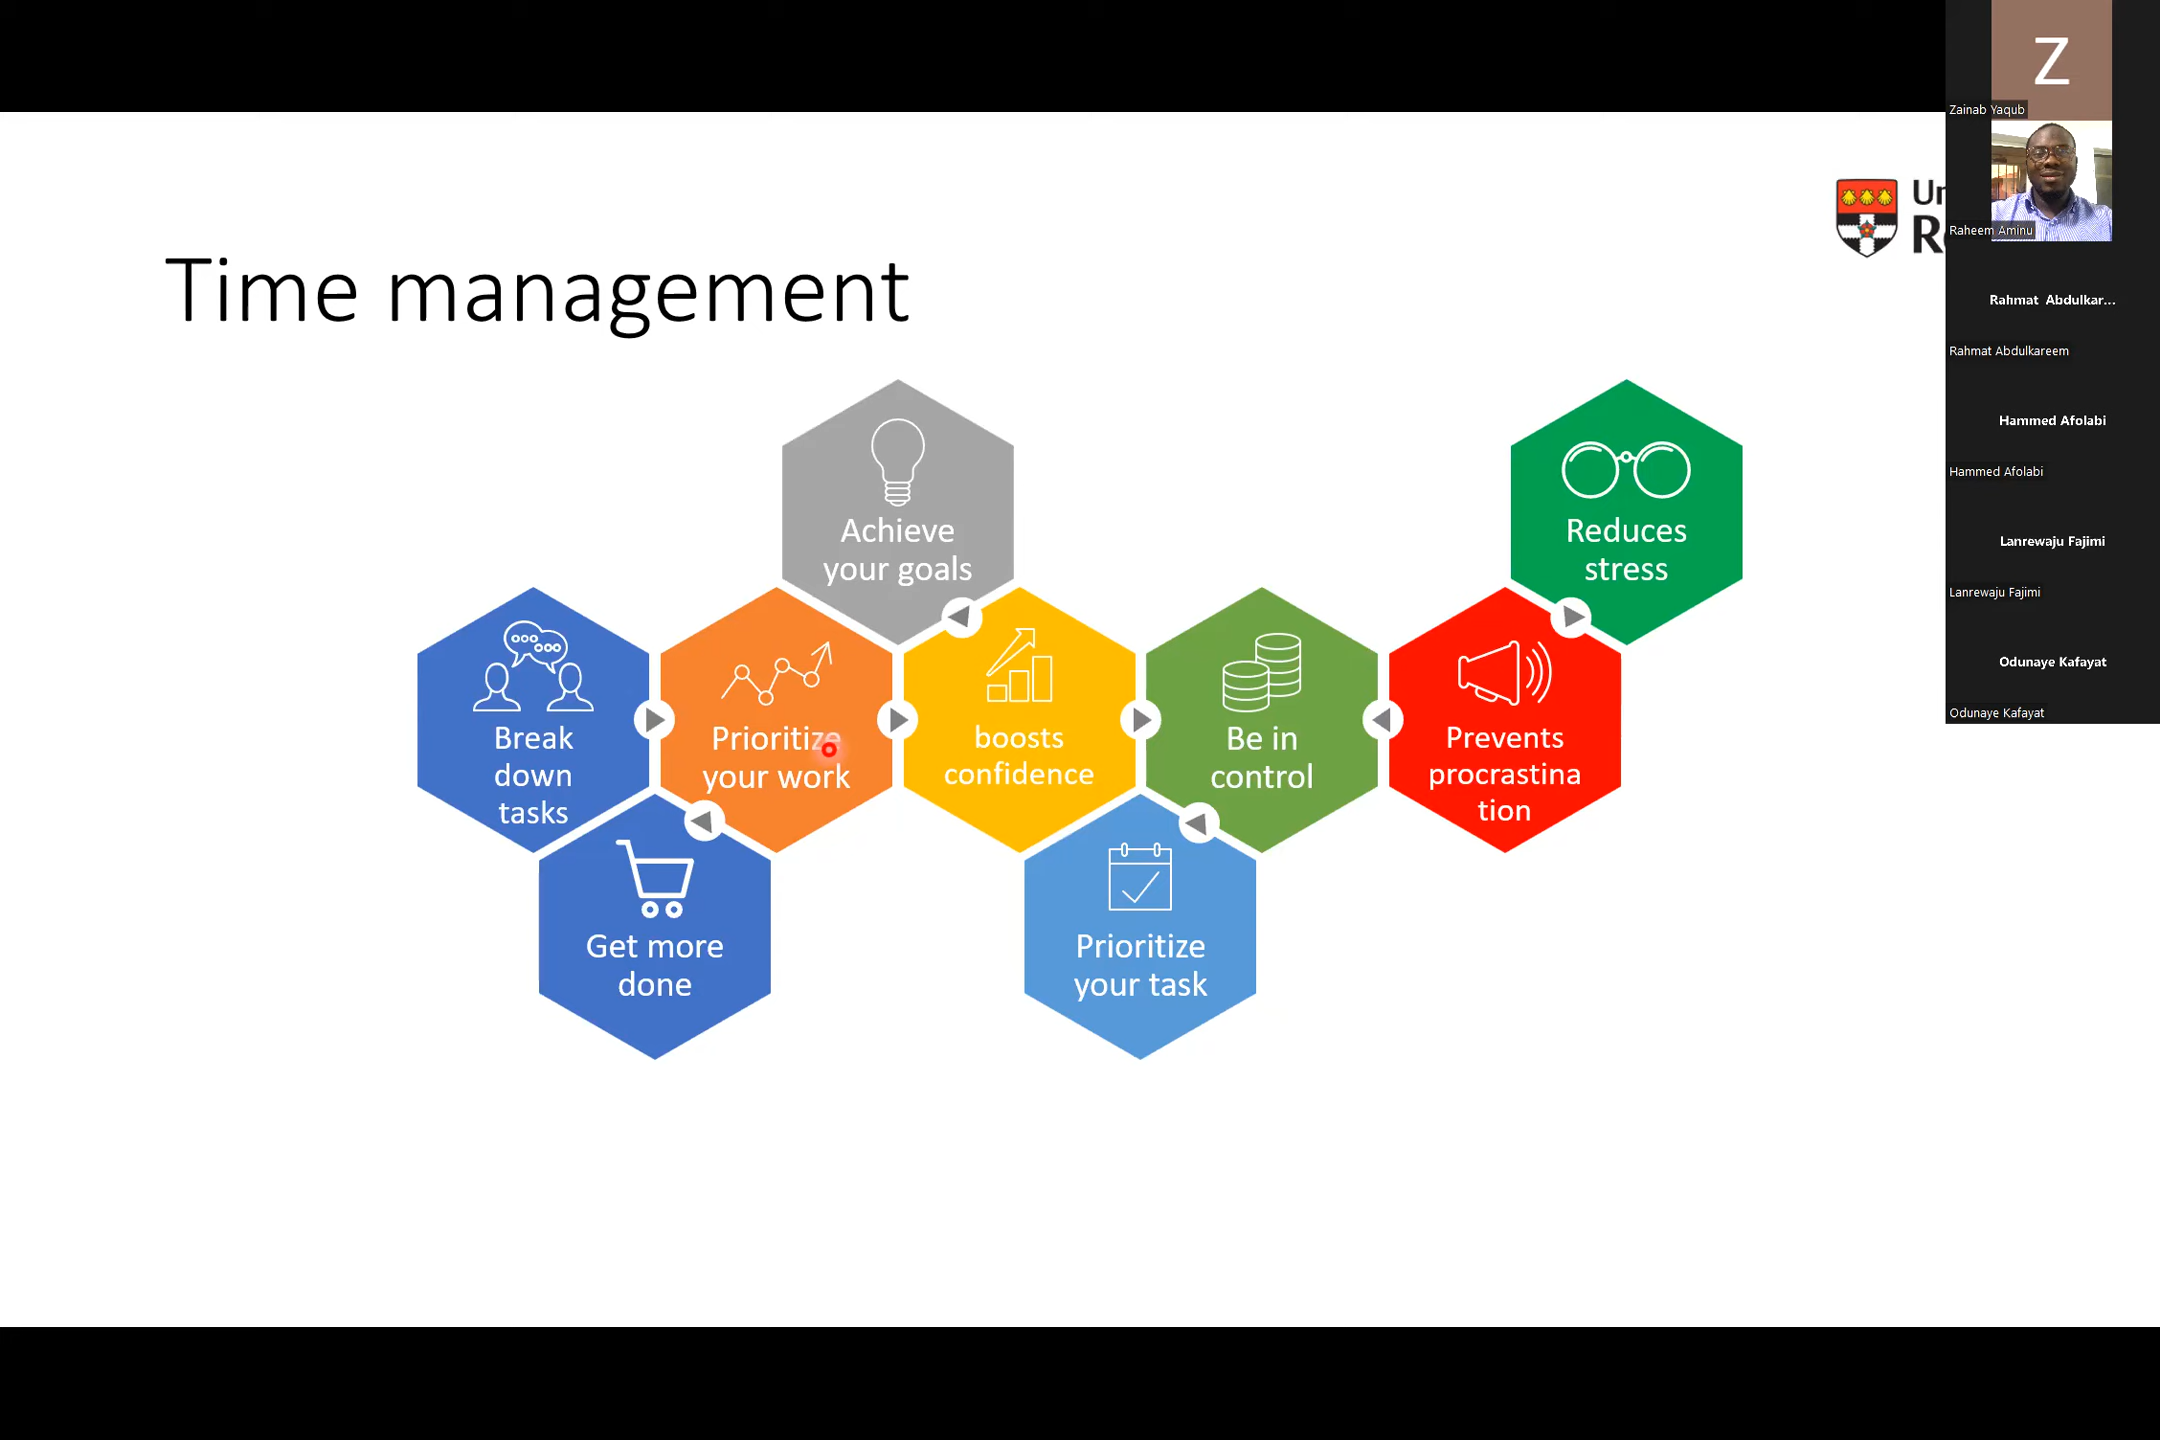 Time management
Achieve
your goals
Reduces
stress
Break
down
tasks
Prioritize
your work
boosts
confidence
Be in
control
Prevents
procrastina
tion
Get more
done
Prioritize
your task
Z
Zainab Yaqub
Raheem Aminu
Rahmat Abdulkar...
Rahmat Abdulkareem
Hammed Afolabi
Hammed Afolabi
Lanrewaju Fajimi
Lanrewaju Fajimi
Odunaye Kafayat
Odunaye Kafayat